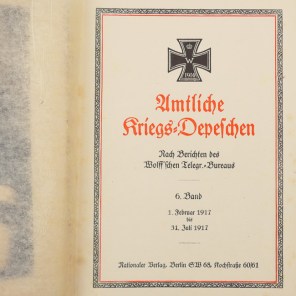 W
1914
Amtliche
Kriegs-Depeschen
Nach Berichten des
Wolff'schen Telegr.-Bureaus
6. Band
1. Februar 1917
bis
31. Juli 1917
Nationaler Verlag, Berlin SW 68, Kochstraße 60/61